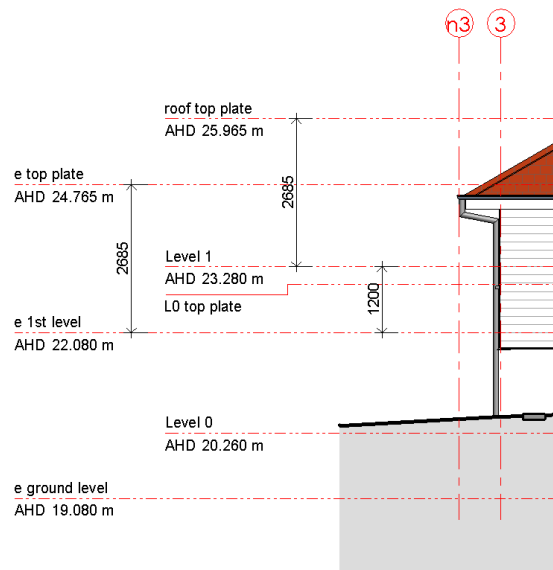 n3
3
roof top plate
AHD 25.965 m
e top plate
AHD 24.765 m
2685
2685
Level 1
AHD 23.280 m
L0 top plate
1200
e 1st level
AHD 22.080 m
Level 0
AHD 20.260 m
e ground level
AHD 19.080 m